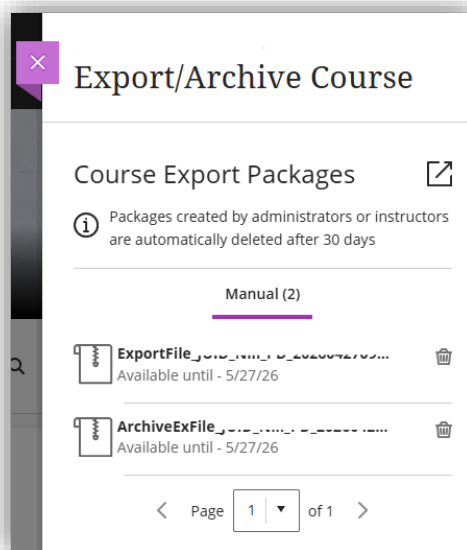 Export/Archive Course
Course Export Packages
Packages created by administrators or instructors
are automatically deleted after 30 days
Manual (2)
Available until - 5/27/26
Available until - 5/27/26
Page 1 of 1